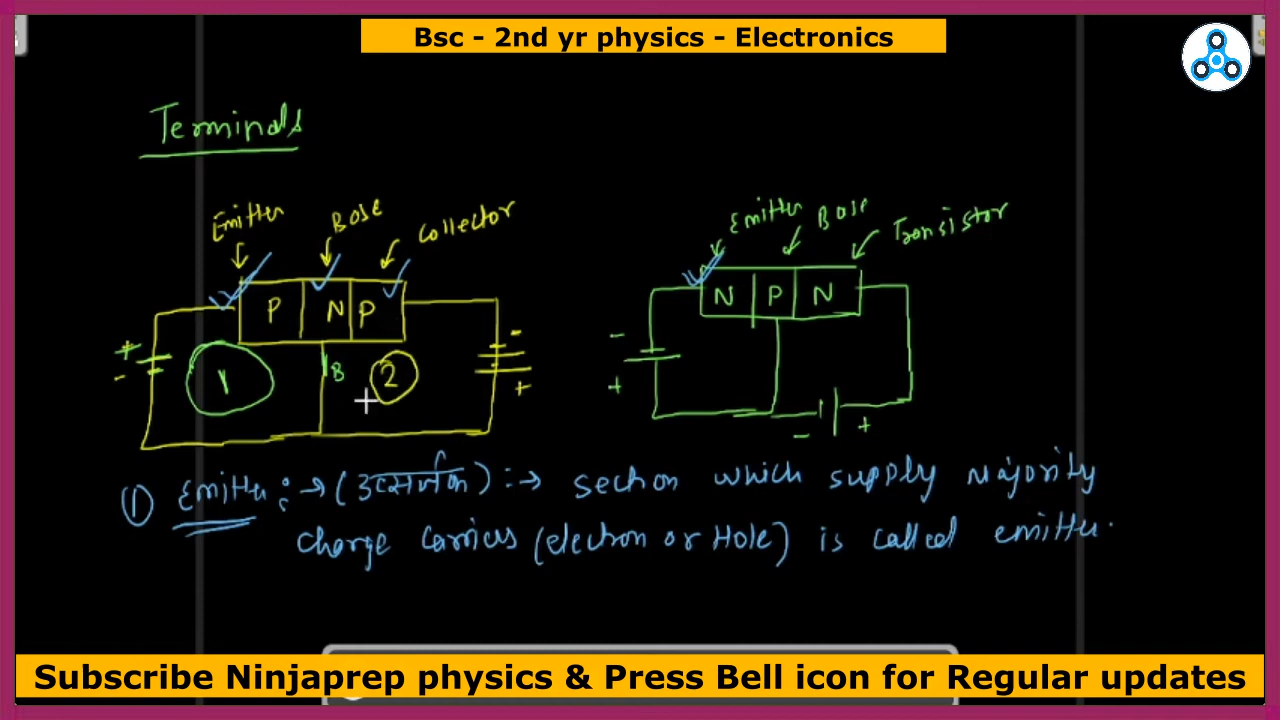 Bsc - 2nd yr physics - Electronics
Terminals
Emitter Base Collector
Emitter Base Transistor
P N P
N P N
+ - 1 B 2 - +
- + - +
① Emitter :→ (उत्सर्जक) :→ section which supply Majority
charge carriers (electron or Hole) is called emitter.
Subscribe Ninjaprep physics & Press Bell icon for Regular updates